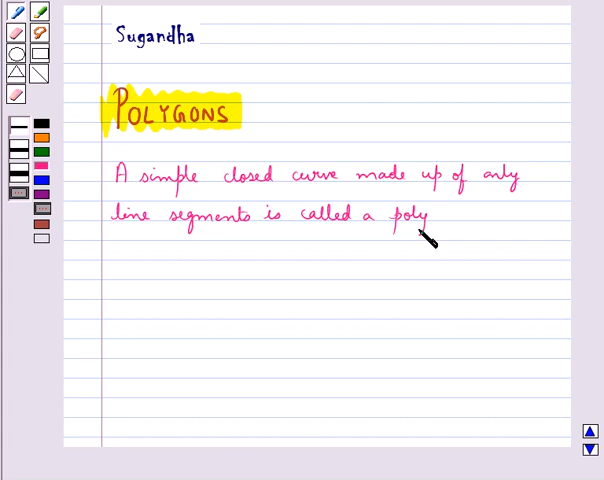 Sugandha
POLYGONS
A simple closed curve made up of only
line segments is called a poly